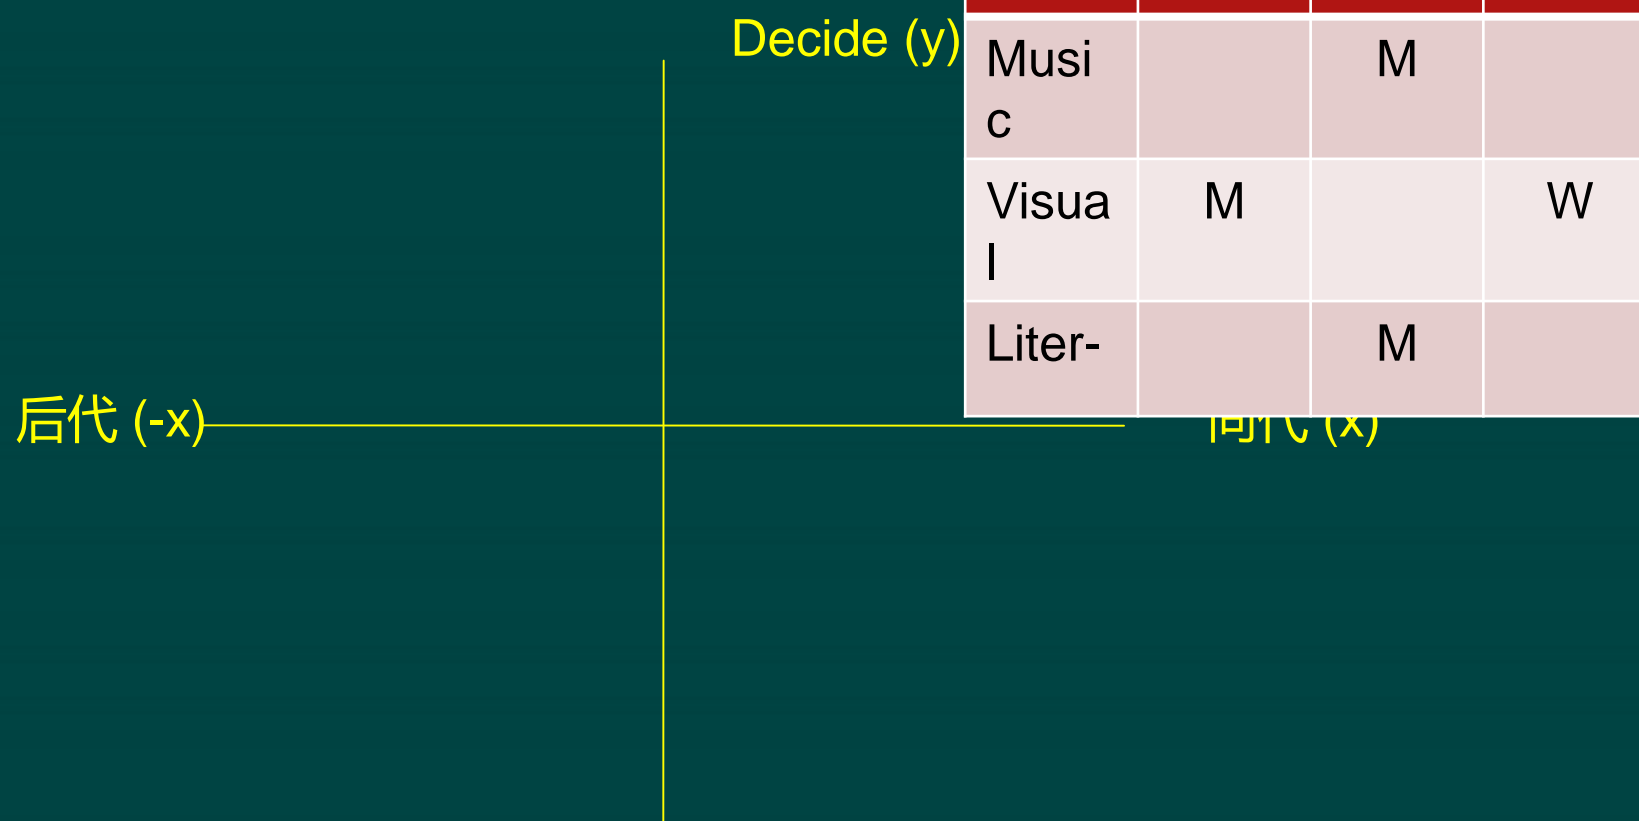 Decide (y)
Musi
c
M
Visua
l
M
W
Liter-
M
后代 (-x)
(x)